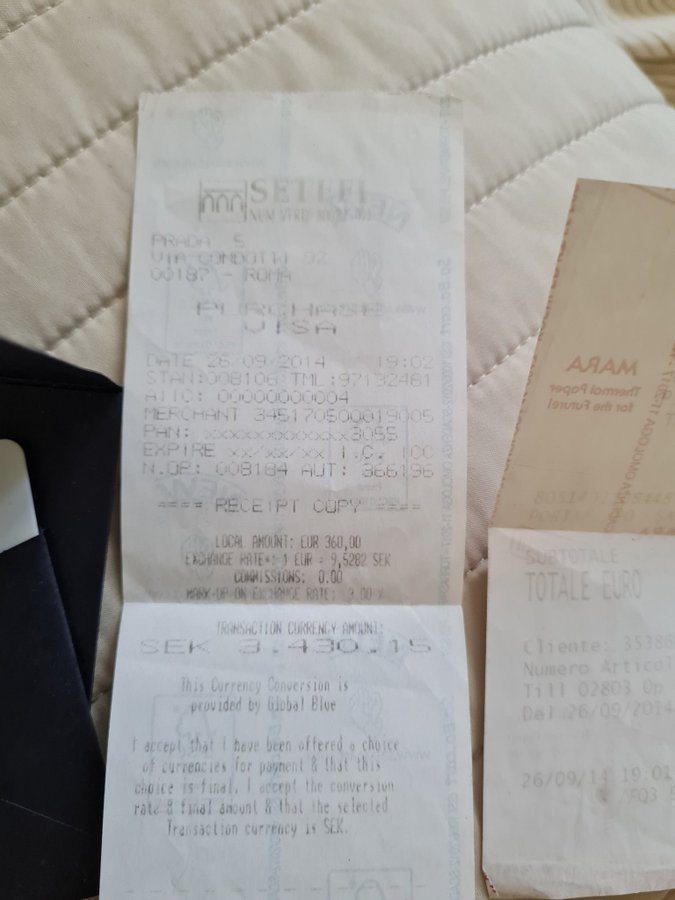 SETEFI
NUM VERDE
PRADA S
VIA CONDOTTI 92
00187 - ROMA
PURCHASE
VISA
DATE 26/09/2014 19:02
STAN:008106 TML:97132461
AIIC: 00000000004
MERCHANT 345170500019005
PAN: xxxxxxxxxxxx3055
EXPIRE xx/xx/xx I.C. ICC
N.OP: 008184 AUT: 366196
==== RECEIPT COPY ====
LOCAL AMOUNT: EUR 360,00
EXCHANGE RATE*: 1 EUR = 9,5282 SEK
COMMISSIONS: 0.00
MARK-UP ON EXCHANGE RATE: 3.00 %
TRANSACTION CURRENCY AMOUNT:
SEK 3.430.15
This Currency Conversion is
provided by Global Blue
I accept that I have been offered a choice
of currencies for payment & that this
choice is final. I accept the conversion
rate & final amount & that the selected
Transaction currency is SEK.
MARA
Thermal Paper
for the Future!
SUBTOTALE
TOTALE EURO
Cliente: 35386
Numero Articol
Till 02803 Op
Del 26/09/2014
26/09/14 19.01